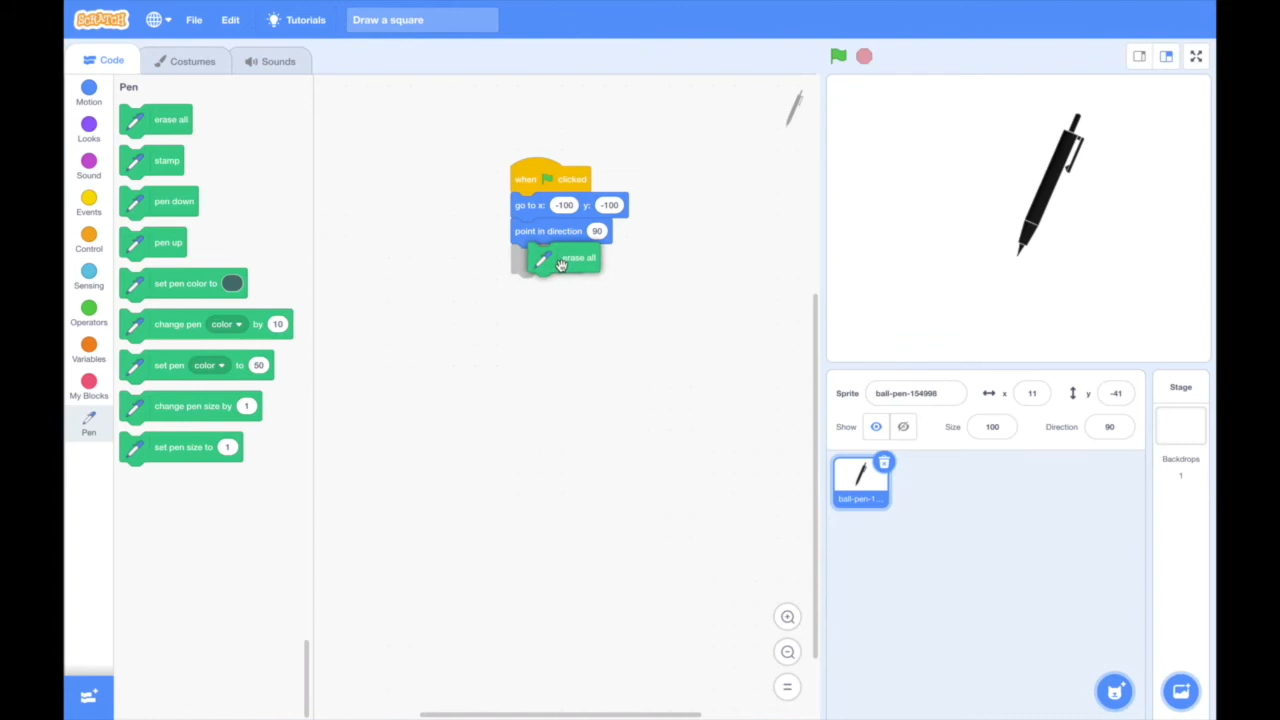 SCRATCH
File
Edit
Tutorials
Draw a square
Code
Costumes
Sounds
Motion
Looks
Sound
Events
Control
Sensing
Operators
Variables
My Blocks
Pen
Pen
erase all
stamp
pen down
pen up
set pen color to
change pen color by 10
set pen color to 50
change pen size by 1
set pen size to 1
when clicked
go to x: -100 y: -100
point in direction 90
erase all
Sprite ball-pen-154998 x 11 y -41
Show Size 100 Direction 90
ball-pen-1...
Stage
Backdrops
1